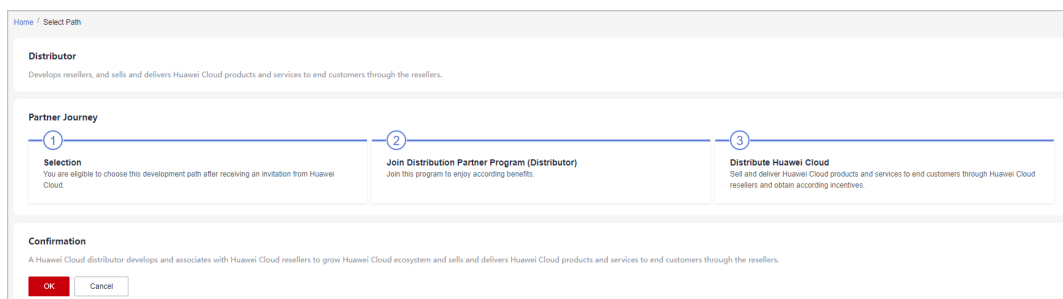 Home / Select Path
Distributor
Develops resellers, and sells and delivers Huawei Cloud products and services to end customers through the resellers.
Partner Journey
1
Selection
You are eligible to choose this development path after receiving an invitation from Huawei
Cloud.
2
Join Distribution Partner Program (Distributor)
Join this program to enjoy according benefits.
3
Distribute Huawei Cloud
Sell and deliver Huawei Cloud products and services to end customers through Huawei Cloud
resellers and obtain according incentives.
Confirmation
A Huawei Cloud distributor develops and associates with Huawei Cloud resellers to grow Huawei Cloud ecosystem and sells and delivers Huawei Cloud products and services to end customers through the resellers.
OK
Cancel